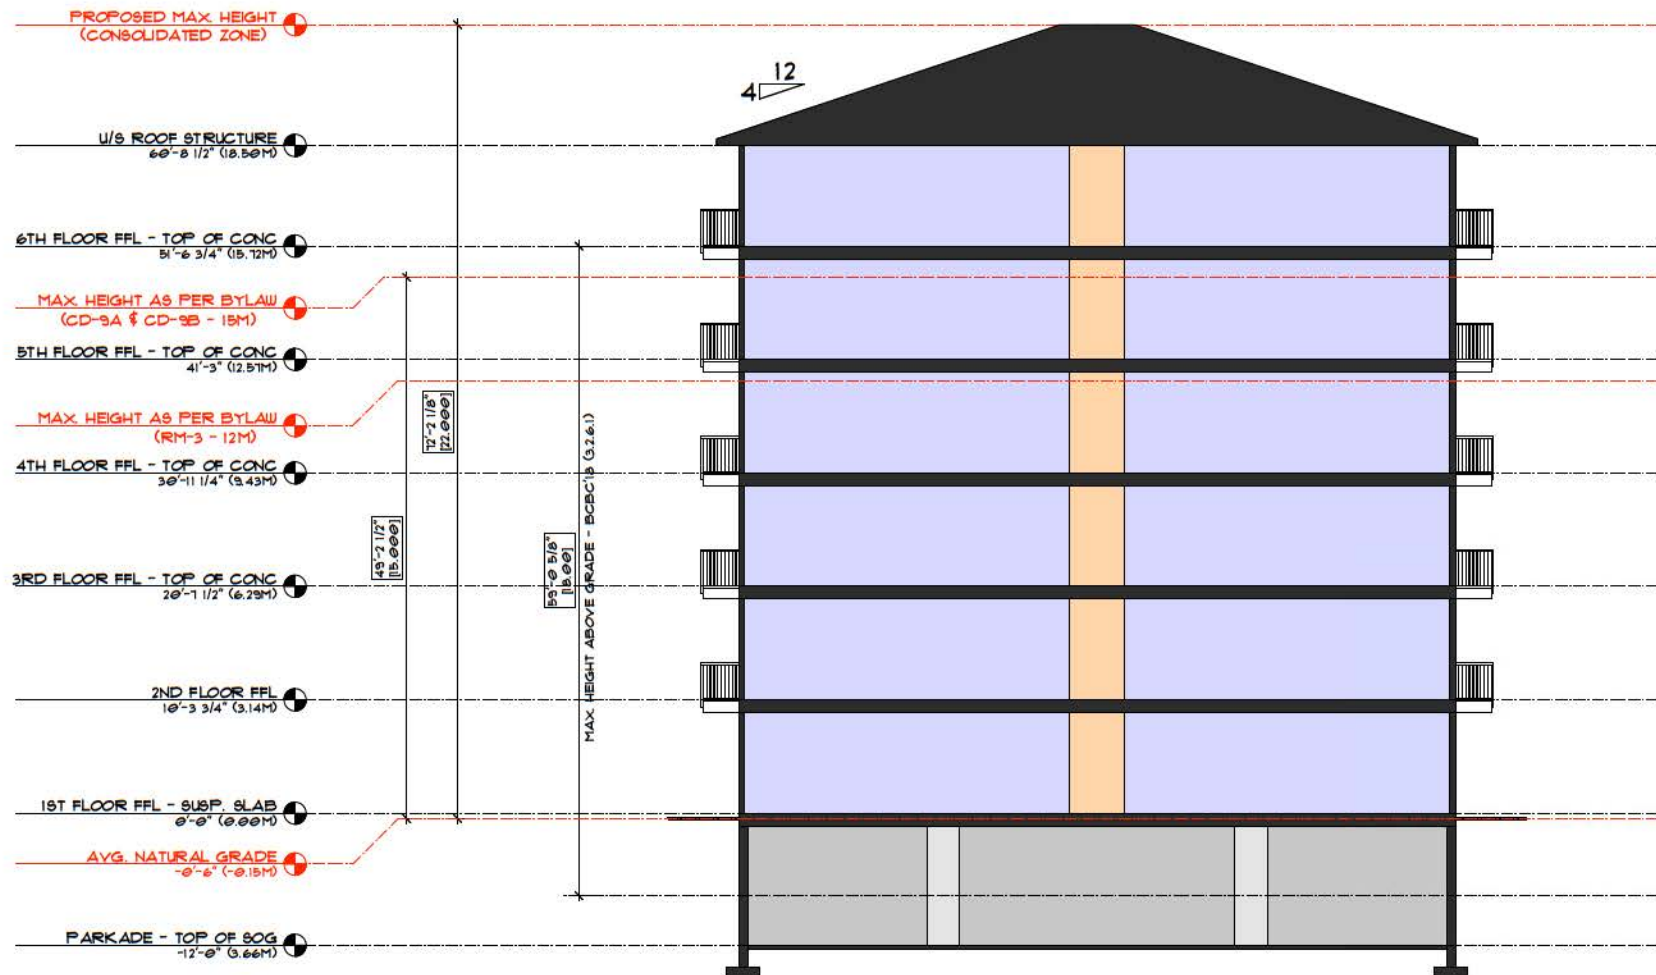 PROPOSED MAX. HEIGHT
(CONSOLIDATED ZONE)
12
4
U/S ROOF STRUCTURE
60'-8 1/2" (18.50M)
6TH FLOOR FFL - TOP OF CONC
51'-6 3/4" (15.72M)
MAX. HEIGHT AS PER BYLAW
(CD-9A & CD-9B - 15M)
5TH FLOOR FFL - TOP OF CONC
41'-3" (12.57M)
MAX. HEIGHT AS PER BYLAW
(RM-3 - 12M)
4TH FLOOR FFL - TOP OF CONC
30'-11 1/4" (9.43M)
3RD FLOOR FFL - TOP OF CONC
20'-7 1/2" (6.29M)
2ND FLOOR FFL
10'-3 3/4" (3.14M)
1ST FLOOR FFL - SUSP. SLAB
0'-0" (0.00M)
AVG. NATURAL GRADE
-0'-6" (-0.15M)
PARKADE - TOP OF SOG
-12'-0" (3.66M)
49'-2 1/2"
[15.000]
72'-2 1/8"
[22.000]
59'-0 5/8"
[18.00]
MAX. HEIGHT ABOVE GRADE - BCBC'18 (3.2.6.1)